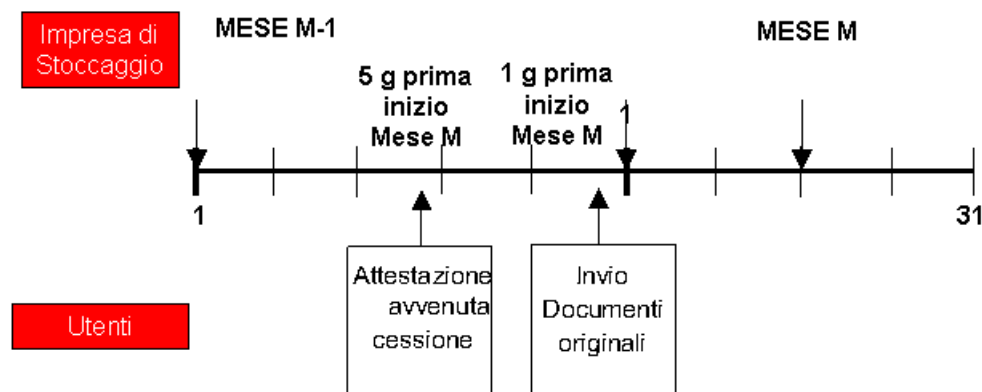 Impresa di
Stoccaggio
MESE M-1
MESE M
5 g prima
inizio
Mese M
1 g prima
inizio
Mese M
1
1
31
Attestazione
avvenuta
cessione
Invio
Documenti
originali
Utenti